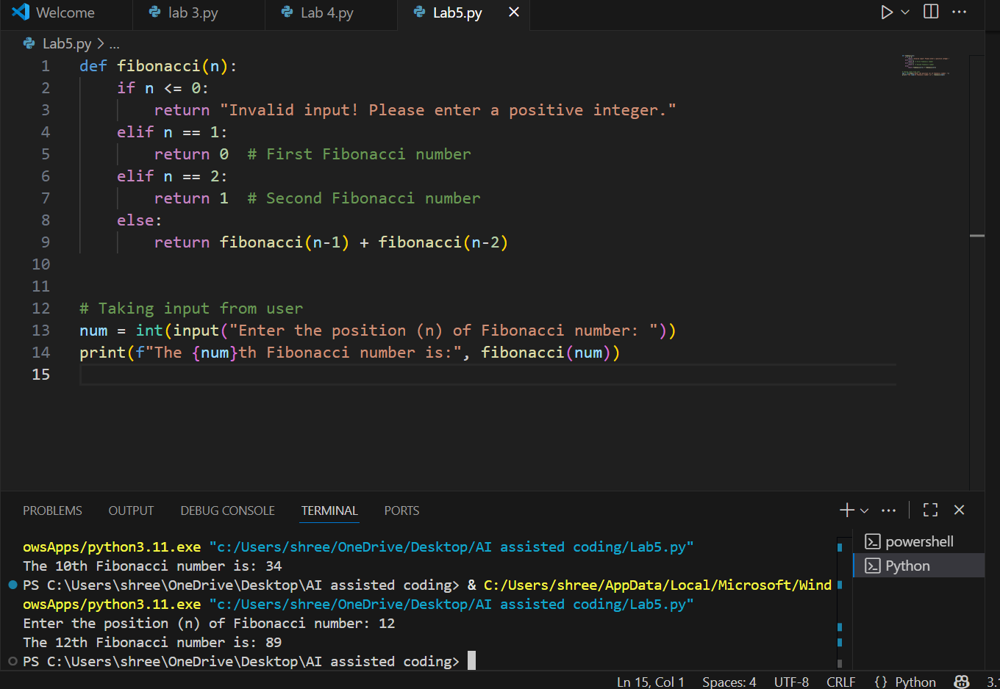 Welcome
lab 3.py
Lab 4.py
Lab5.py
Lab5.py > ...
1 def fibonacci(n):
2     if n <= 0:
3         return "Invalid input! Please enter a positive integer."
4     elif n == 1:
5         return 0  # First Fibonacci number
6     elif n == 2:
7         return 1  # Second Fibonacci number
8     else:
9         return fibonacci(n-1) + fibonacci(n-2)
10
11
12 # Taking input from user
13 num = int(input("Enter the position (n) of Fibonacci number: "))
14 print(f"The {num}th Fibonacci number is:", fibonacci(num))
15
PROBLEMS OUTPUT DEBUG CONSOLE TERMINAL PORTS
owsApps/python3.11.exe "c:/Users/shree/OneDrive/Desktop/AI assisted coding/Lab5.py"
The 10th Fibonacci number is: 34
PS C:\Users\shree\OneDrive\Desktop\AI assisted coding> & C:/Users/shree/AppData/Local/Microsoft/Wind
owsApps/python3.11.exe "c:/Users/shree/OneDrive/Desktop/AI assisted coding/Lab5.py"
Enter the position (n) of Fibonacci number: 12
The 12th Fibonacci number is: 89
PS C:\Users\shree\OneDrive\Desktop\AI assisted coding>
powershell
Python
Ln 15, Col 1 Spaces: 4 UTF-8 CRLF {} Python